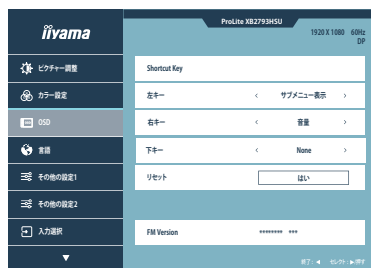 iiyama
ProLite XB2793HSU
1920 X 1080 60Hz
DP
ピクチャー調整
カラー設定
OSD
言語
その他の設定1
その他の設定2
入力選択
Shortcut Key
左キー < サブメニュー表示 >
右キー < 音量 >
下キー < None >
リセット はい
FM Version ******** ***
終了: ◀ セレクト: ▶/押す